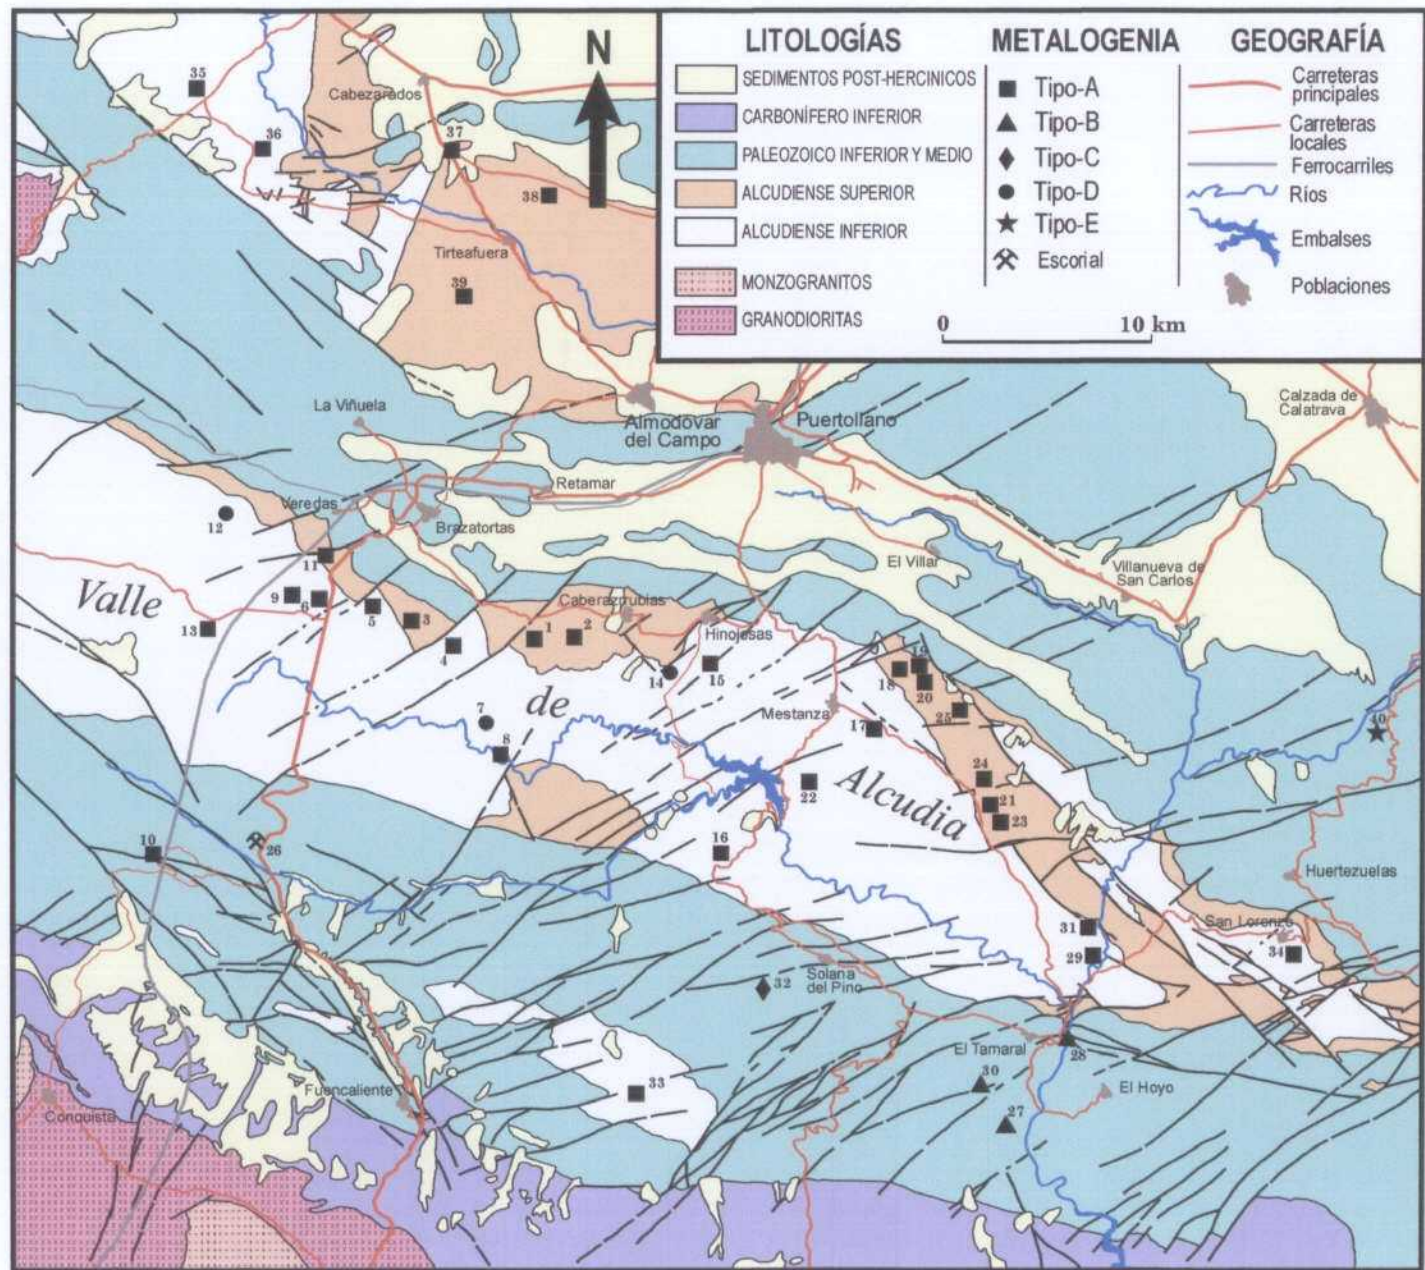 N
LITOLOGÍAS
SEDIMENTOS POST-HERCINICOS
CARBONÍFERO INFERIOR
PALEOZOICO INFERIOR Y MEDIO
ALCUDIENSE SUPERIOR
ALCUDIENSE INFERIOR
MONZOGRANITOS
GRANODIORITAS
METALOGENIA
Tipo-A
Tipo-B
Tipo-C
Tipo-D
Tipo-E
Escorial
GEOGRAFÍA
Carreteras
principales
Carreteras
locales
Ferrocarriles
Ríos
Embalses
Poblaciones
0 10 km
35
Cabezarados
36
37
38
Tirteafuera
39
La Viñuela
Almodóvar
del Campo
Puertollano
Calzada de
Calatrava
Retamar
Veredas
Brazatortas
12
11
El Villar
Villanueva de
San Carlos
Valle
9
6
5
3
13
4
1
2
Caberazrubias
Hinojosas
14
15
18
19
20
25
7
8
de
Mestanza
17
40
24
21
23
22
Alcudia
16
10
26
Huertezuelas
31
29
San Lorenzo
34
32
Solana
del Pino
El Tamaral
28
30
El Hoyo
27
33
Fuencaliente
Conquista